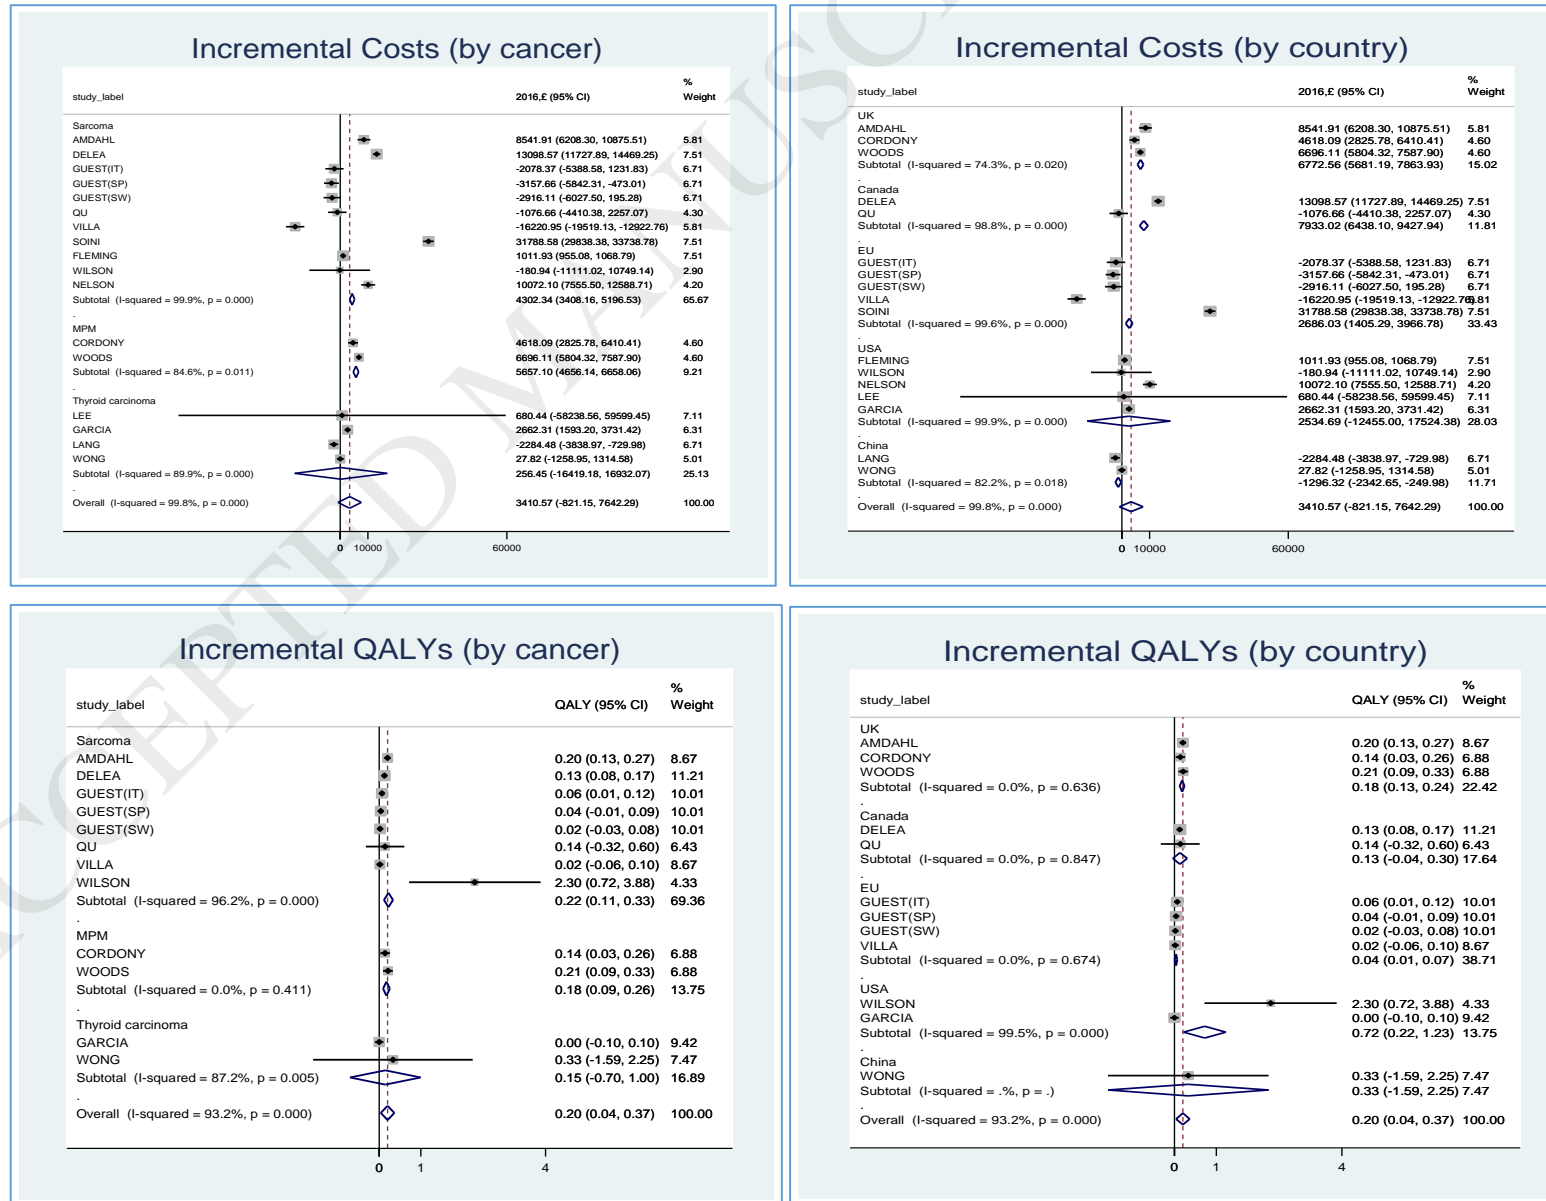 Incremental Costs (by cancer)
%
study_label 2016,£ (95% CI) Weight
Sarcoma
AMDAHL 8541.91 (6208.30, 10875.51) 5.81
DELEA 13098.57 (11727.89, 14469.25) 7.51
GUEST(IT) -2078.37 (-5388.58, 1231.83) 6.71
GUEST(SP) -3157.66 (-5842.31, -473.01) 6.71
GUEST(SW) -2916.11 (-6027.50, 195.28) 6.71
QU -1076.66 (-4410.38, 2257.07) 4.30
VILLA -16220.95 (-19519.13, -12922.76) 5.81
SOINI 31788.58 (29838.38, 33738.78) 7.51
FLEMING 1011.93 (955.08, 1068.79) 7.51
WILSON -180.94 (-11111.02, 10749.14) 2.90
NELSON 10072.10 (7555.50, 12588.71) 4.20
Subtotal (I-squared = 99.9%, p = 0.000) 4302.34 (3408.16, 5196.53) 65.67
.
MPM
CORDONY 4618.09 (2825.78, 6410.41) 4.60
WOODS 6696.11 (5804.32, 7587.90) 4.60
Subtotal (I-squared = 84.6%, p = 0.011) 5657.10 (4656.14, 6658.06) 9.21
.
Thyroid carcinoma
LEE 680.44 (-58238.56, 59599.45) 7.11
GARCIA 2662.31 (1593.20, 3731.42) 6.31
LANG -2284.48 (-3838.97, -729.98) 6.71
WONG 27.82 (-1258.95, 1314.58) 5.01
Subtotal (I-squared = 89.9%, p = 0.000) 256.45 (-16419.18, 16932.07) 25.13
.
Overall (I-squared = 99.8%, p = 0.000) 3410.57 (-821.15, 7642.29) 100.00
0 10000 60000
Incremental Costs (by country)
%
study_label 2016,£ (95% CI) Weight
UK
AMDAHL 8541.91 (6208.30, 10875.51) 5.81
CORDONY 4618.09 (2825.78, 6410.41) 4.60
WOODS 6696.11 (5804.32, 7587.90) 4.60
Subtotal (I-squared = 74.3%, p = 0.020) 6772.56 (5681.19, 7863.93) 15.02
.
Canada
DELEA 13098.57 (11727.89, 14469.25) 7.51
QU -1076.66 (-4410.38, 2257.07) 4.30
Subtotal (I-squared = 98.8%, p = 0.000) 7933.02 (6438.10, 9427.94) 11.81
.
EU
GUEST(IT) -2078.37 (-5388.58, 1231.83) 6.71
GUEST(SP) -3157.66 (-5842.31, -473.01) 6.71
GUEST(SW) -2916.11 (-6027.50, 195.28) 6.71
VILLA -16220.95 (-19519.13, -12922.76) 5.81
SOINI 31788.58 (29838.38, 33738.78) 7.51
Subtotal (I-squared = 99.6%, p = 0.000) 2686.03 (1405.29, 3966.78) 33.43
.
USA
FLEMING 1011.93 (955.08, 1068.79) 7.51
WILSON -180.94 (-11111.02, 10749.14) 2.90
NELSON 10072.10 (7555.50, 12588.71) 4.20
LEE 680.44 (-58238.56, 59599.45) 7.11
GARCIA 2662.31 (1593.20, 3731.42) 6.31
Subtotal (I-squared = 99.9%, p = 0.000) 2534.69 (-12455.00, 17524.38) 28.03
.
China
LANG -2284.48 (-3838.97, -729.98) 6.71
WONG 27.82 (-1258.95, 1314.58) 5.01
Subtotal (I-squared = 82.2%, p = 0.018) -1296.32 (-2342.65, -249.98) 11.71
.
Overall (I-squared = 99.8%, p = 0.000) 3410.57 (-821.15, 7642.29) 100.00
0 10000 60000
Incremental QALYs (by cancer)
%
study_label QALY (95% CI) Weight
Sarcoma
AMDAHL 0.20 (0.13, 0.27) 8.67
DELEA 0.13 (0.08, 0.17) 11.21
GUEST(IT) 0.06 (0.01, 0.12) 10.01
GUEST(SP) 0.04 (-0.01, 0.09) 10.01
GUEST(SW) 0.02 (-0.03, 0.08) 10.01
QU 0.14 (-0.32, 0.60) 6.43
VILLA 0.02 (-0.06, 0.10) 8.67
WILSON 2.30 (0.72, 3.88) 4.33
Subtotal (I-squared = 96.2%, p = 0.000) 0.22 (0.11, 0.33) 69.36
.
MPM
CORDONY 0.14 (0.03, 0.26) 6.88
WOODS 0.21 (0.09, 0.33) 6.88
Subtotal (I-squared = 0.0%, p = 0.411) 0.18 (0.09, 0.26) 13.75
.
Thyroid carcinoma
GARCIA 0.00 (-0.10, 0.10) 9.42
WONG 0.33 (-1.59, 2.25) 7.47
Subtotal (I-squared = 87.2%, p = 0.005) 0.15 (-0.70, 1.00) 16.89
.
Overall (I-squared = 93.2%, p = 0.000) 0.20 (0.04, 0.37) 100.00
0 1 4
Incremental QALYs (by country)
%
study_label QALY (95% CI) Weight
UK
AMDAHL 0.20 (0.13, 0.27) 8.67
CORDONY 0.14 (0.03, 0.26) 6.88
WOODS 0.21 (0.09, 0.33) 6.88
Subtotal (I-squared = 0.0%, p = 0.636) 0.18 (0.13, 0.24) 22.42
.
Canada
DELEA 0.13 (0.08, 0.17) 11.21
QU 0.14 (-0.32, 0.60) 6.43
Subtotal (I-squared = 0.0%, p = 0.847) 0.13 (-0.04, 0.30) 17.64
.
EU
GUEST(IT) 0.06 (0.01, 0.12) 10.01
GUEST(SP) 0.04 (-0.01, 0.09) 10.01
GUEST(SW) 0.02 (-0.03, 0.08) 10.01
VILLA 0.02 (-0.06, 0.10) 8.67
Subtotal (I-squared = 0.0%, p = 0.674) 0.04 (0.01, 0.07) 38.71
.
USA
WILSON 2.30 (0.72, 3.88) 4.33
GARCIA 0.00 (-0.10, 0.10) 9.42
Subtotal (I-squared = 99.5%, p = 0.000) 0.72 (0.22, 1.23) 13.75
.
China
WONG 0.33 (-1.59, 2.25) 7.47
Subtotal (I-squared = .%, p = .) 0.33 (-1.59, 2.25) 7.47
.
Overall (I-squared = 93.2%, p = 0.000) 0.20 (0.04, 0.37) 100.00
0 1 4
ACCEPTED MANUSC